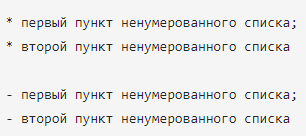 * первый пункт ненумерованного списка;
* второй пункт ненумерованного списка
- первый пункт ненумерованного списка;
- второй пункт ненумерованного списка